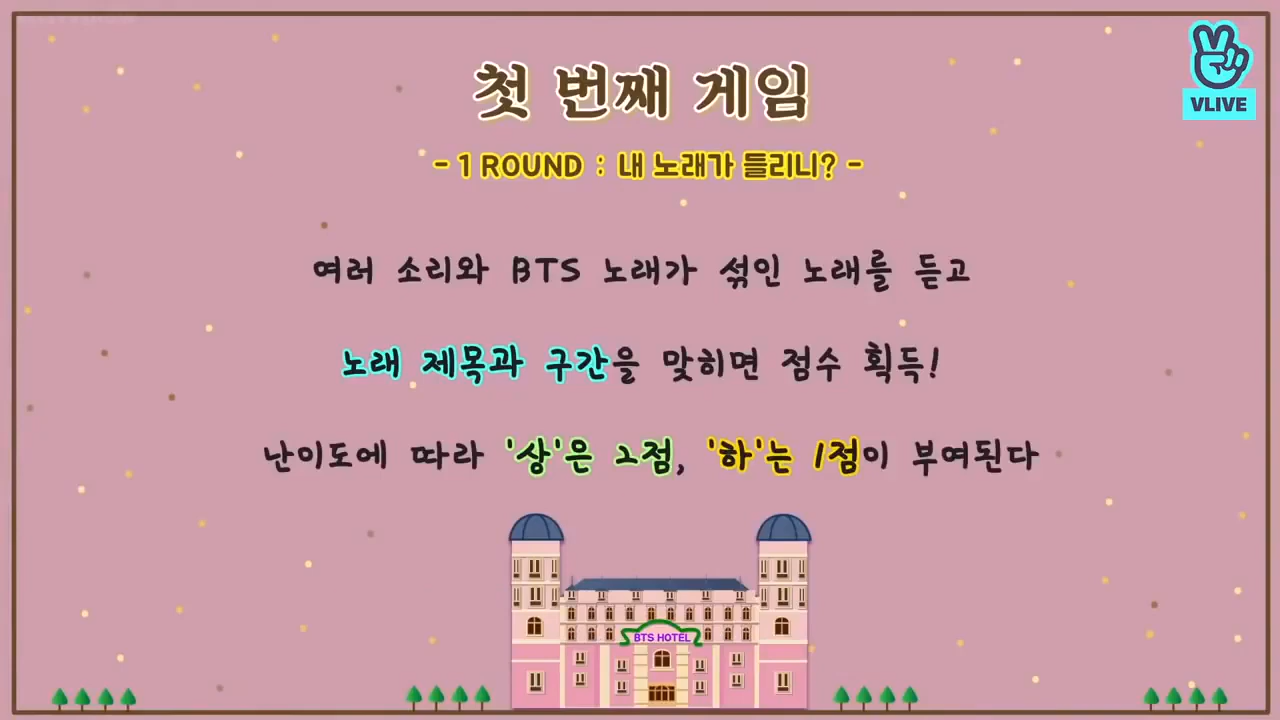 첫 번째 게임
VLIVE
- 1 ROUND : 내 노래가 들리니? -
여러 소리와 BTS 노래가 섞인 노래를 듣고
노래 제목과 구간을 맞히면 점수 획득!
난이도에 따라 '상'은 2점, '하'는 1점이 부여된다
BTS HOTEL